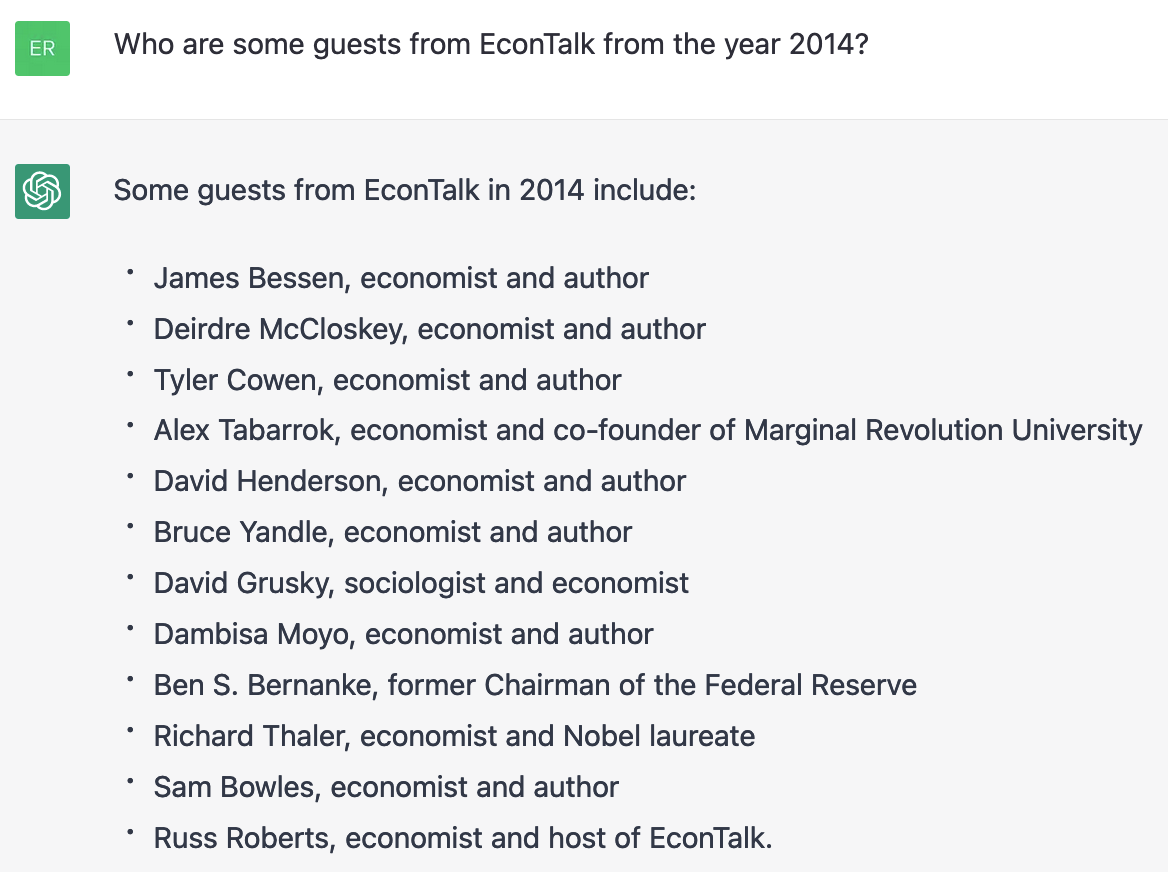 ER
Who are some guests from EconTalk from the year 2014?
Some guests from EconTalk in 2014 include:
• James Bessen, economist and author
• Deirdre McCloskey, economist and author
• Tyler Cowen, economist and author
• Alex Tabarrok, economist and co-founder of Marginal Revolution University
• David Henderson, economist and author
• Bruce Yandle, economist and author
• David Grusky, sociologist and economist
• Dambisa Moyo, economist and author
• Ben S. Bernanke, former Chairman of the Federal Reserve
• Richard Thaler, economist and Nobel laureate
• Sam Bowles, economist and author
• Russ Roberts, economist and host of EconTalk.